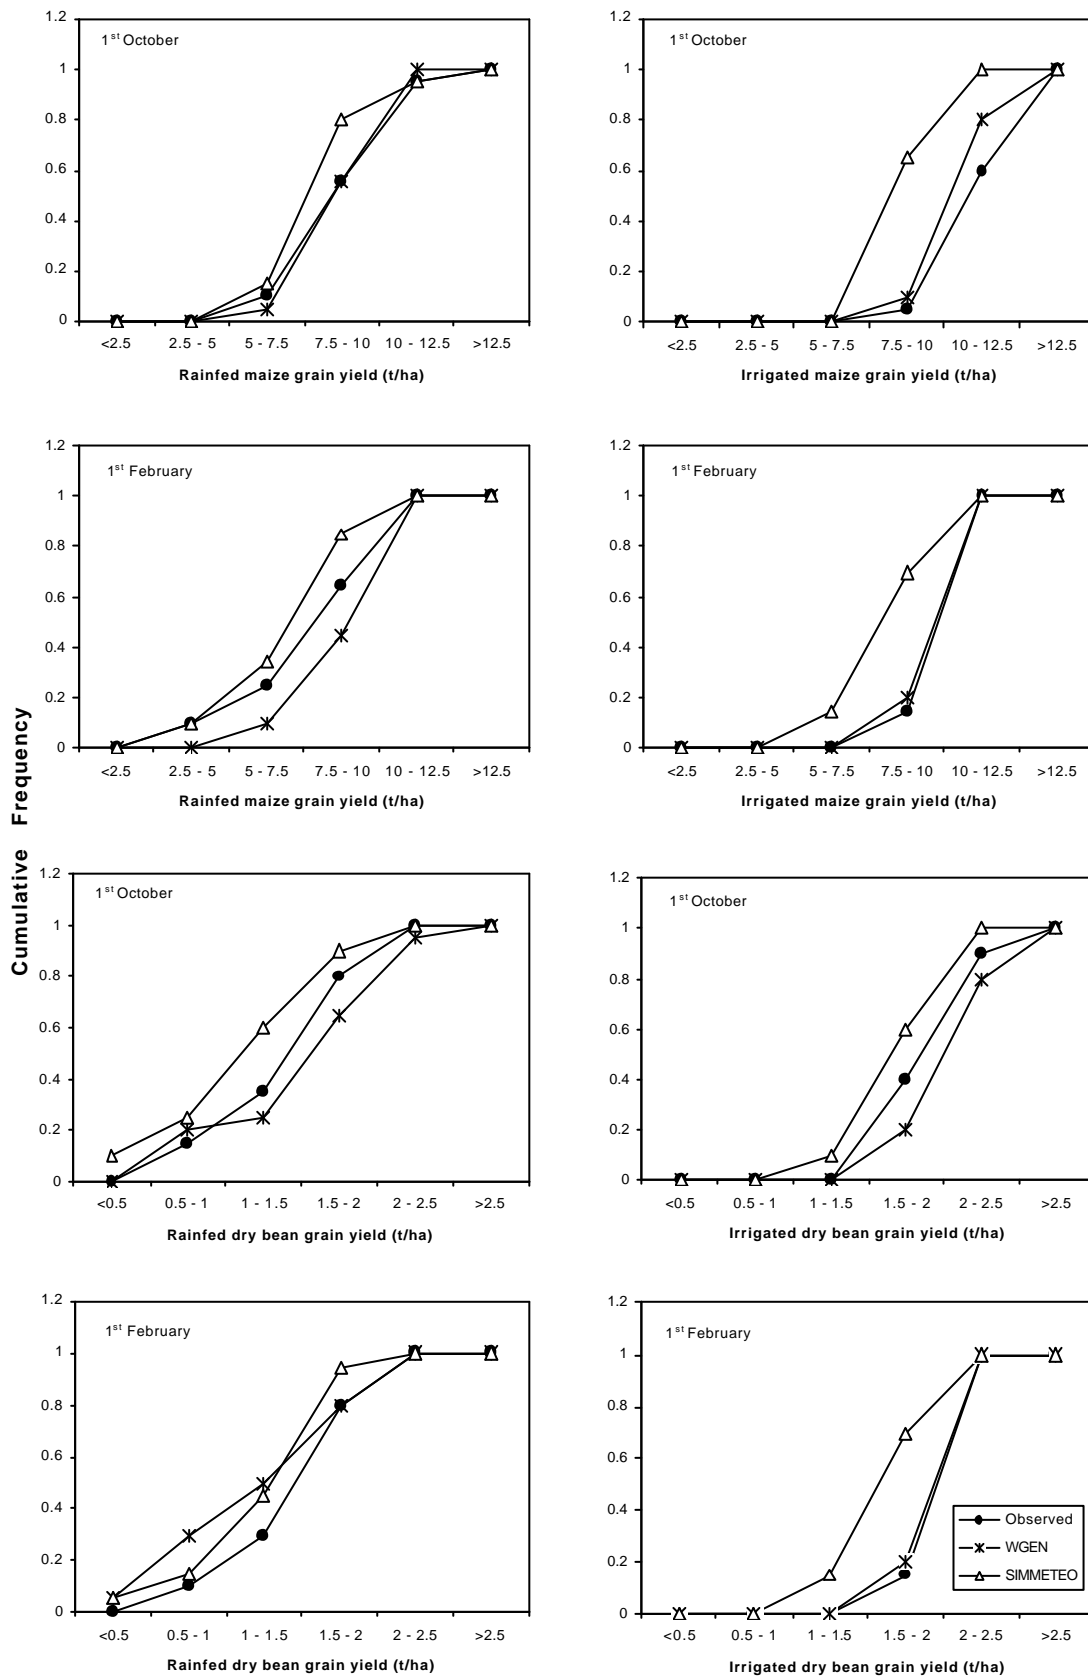 1.2
1
0.8
0.6
0.4
0.2
0
1st October
<2.5 2.5 - 5 5 - 7.5 7.5 - 10 10 - 12.5 >12.5
Rainfed maize grain yield (t/ha)
1.2
1
0.8
0.6
0.4
0.2
0
1st October
<2.5 2.5 - 5 5 - 7.5 7.5 - 10 10 - 12.5 >12.5
Irrigated maize grain yield (t/ha)
Cumulative Frequency
1.2
1
0.8
0.6
0.4
0.2
0
1st February
<2.5 2.5 - 5 5 - 7.5 7.5 - 10 10 - 12.5 >12.5
Rainfed maize grain yield (t/ha)
1.2
1
0.8
0.6
0.4
0.2
0
1st February
<2.5 2.5 - 5 5 - 7.5 7.5 - 10 10 - 12.5 >12.5
Irrigated maize grain yield (t/ha)
1.2
1
0.8
0.6
0.4
0.2
0
1st October
<0.5 0.5 - 1 1 - 1.5 1.5 - 2 2 - 2.5 >2.5
Rainfed dry bean grain yield (t/ha)
1.2
1
0.8
0.6
0.4
0.2
0
1st October
<0.5 0.5 - 1 1 - 1.5 1.5 - 2 2 - 2.5 >2.5
Irrigated dry bean grain yield (t/ha)
1.2
1
0.8
0.6
0.4
0.2
0
1st February
<0.5 0.5 - 1 1 - 1.5 1.5 - 2 2 - 2.5 >2.5
Rainfed dry bean grain yield (t/ha)
1.2
1
0.8
0.6
0.4
0.2
0
1st February
Observed
WGEN
SIMMETEO
<0.5 0.5 - 1 1 - 1.5 1.5 - 2 2 - 2.5 >2.5
Irrigated dry bean grain yield (t/ha)